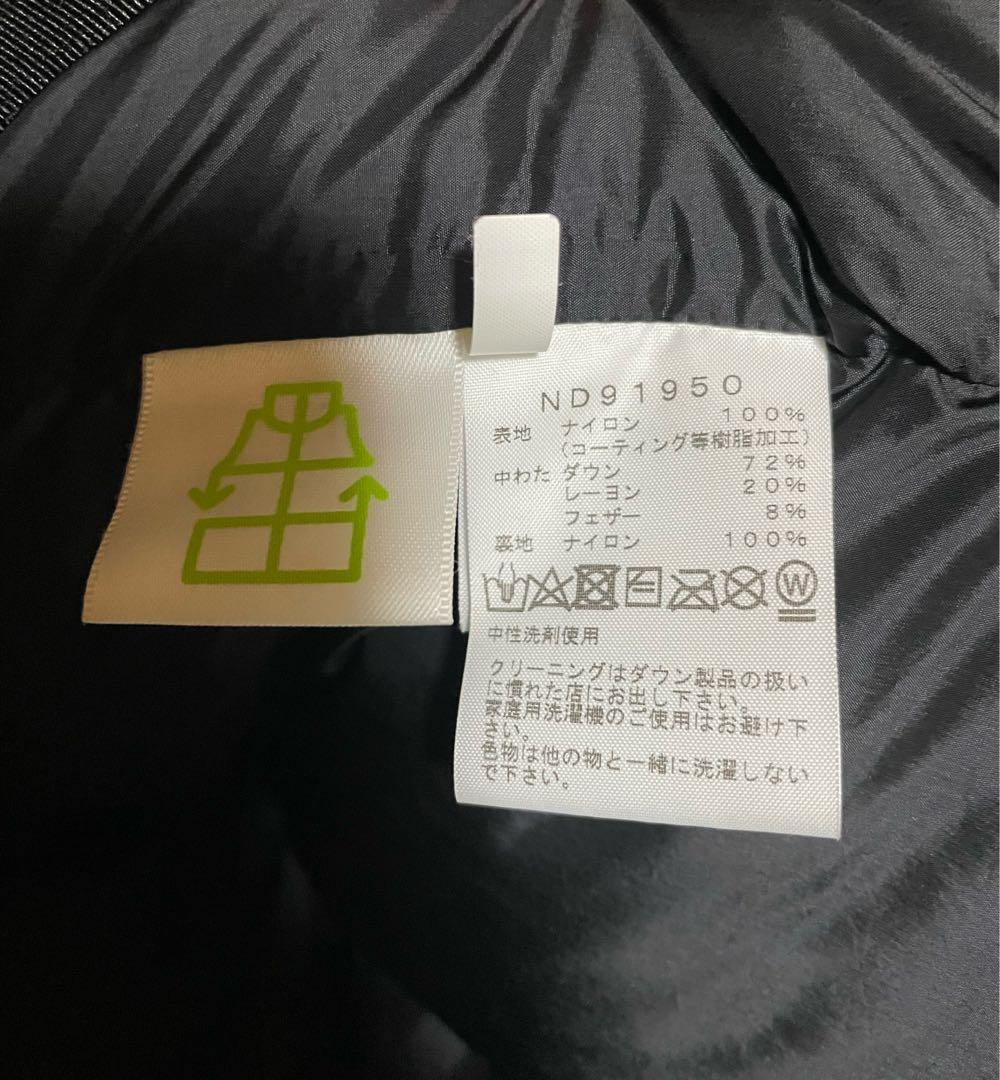 ND91950
表地 ナイロン 100%
(コーティング等樹脂加工)
中わた ダウン 72%
レーヨン 20%
フェザー 8%
裏地 ナイロン 100%
W
中性洗剤使用
クリーニングはダウン製品の扱い
に慣れた店にお出し下さい。
家庭用洗濯機のご使用はお避け下
さい。
色物は他の物と一緒に洗濯しない
で下さい。